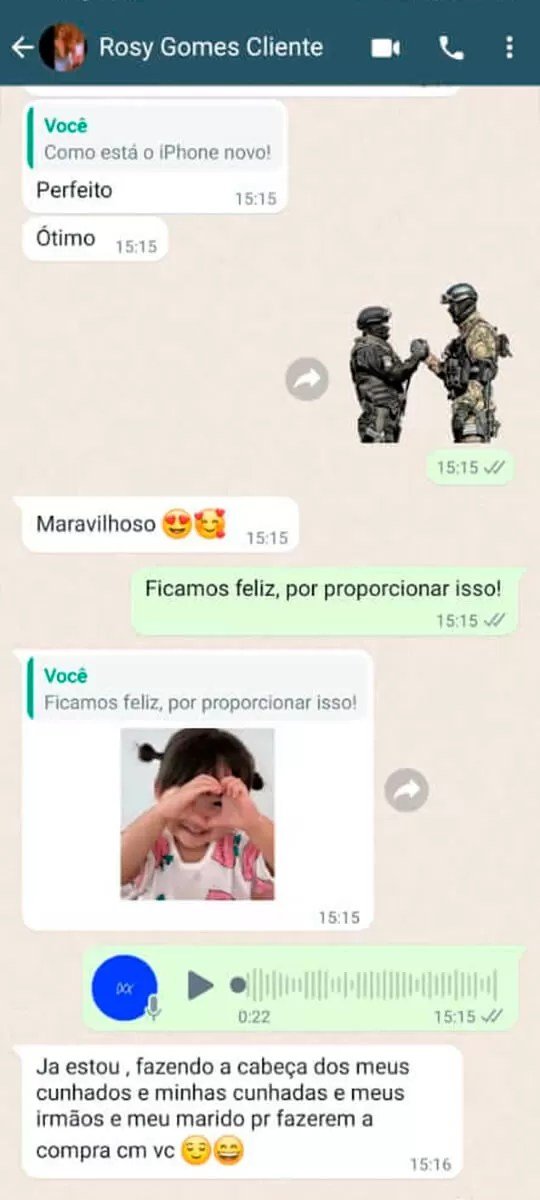 Rosy Gomes Cliente
Você
Como está o iPhone novo!
Perfeito
15:15
Ótimo
15:15
15:15
Maravilhoso 😍🥰
15:15
Ficamos feliz, por proporcionar isso!
15:15
Você
Ficamos feliz, por proporcionar isso!
15:15
0:22
15:15
Ja estou , fazendo a cabeça dos meus
cunhados e minhas cunhadas e meus
irmãos e meu marido pr fazerem a
compra cm vc 😌😄
15:16